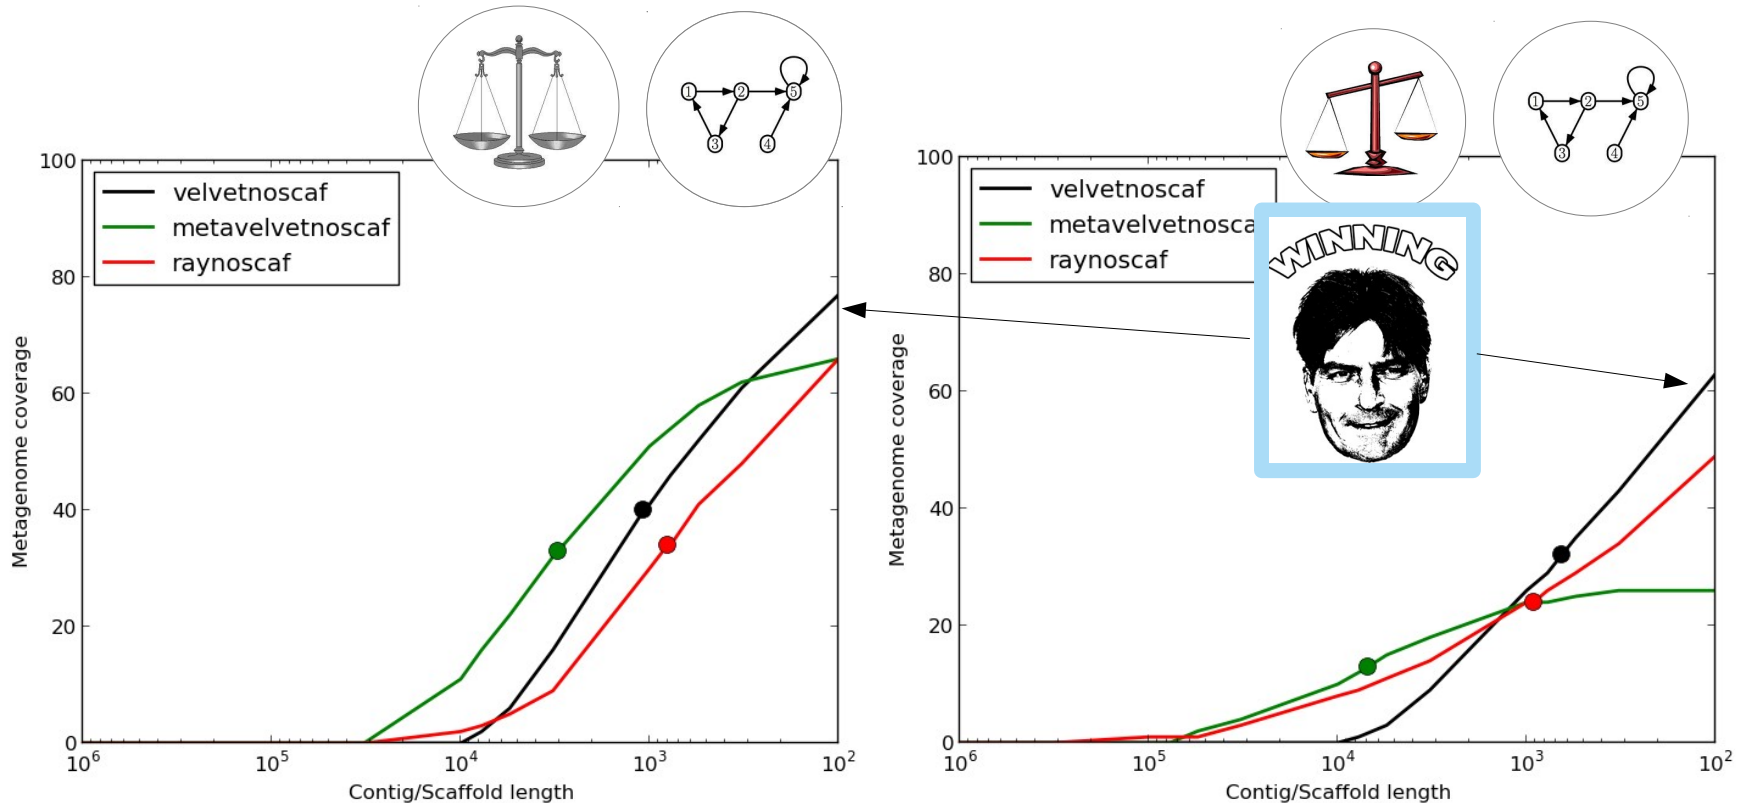 1 2 5
3 4
100
80
60
40
20
0
velvetnoscaf
metavelvetnoscaf
raynoscaf
Metagenome coverage
10^6 10^5 10^4 10^3 10^2
Contig/Scaffold length
1 2 5
3 4
100
80
60
40
20
0
velvetnoscaf
metavelvetnosca
raynoscaf
WINNING
Metagenome coverage
10^6 10^5 10^4 10^3 10^2
Contig/Scaffold length